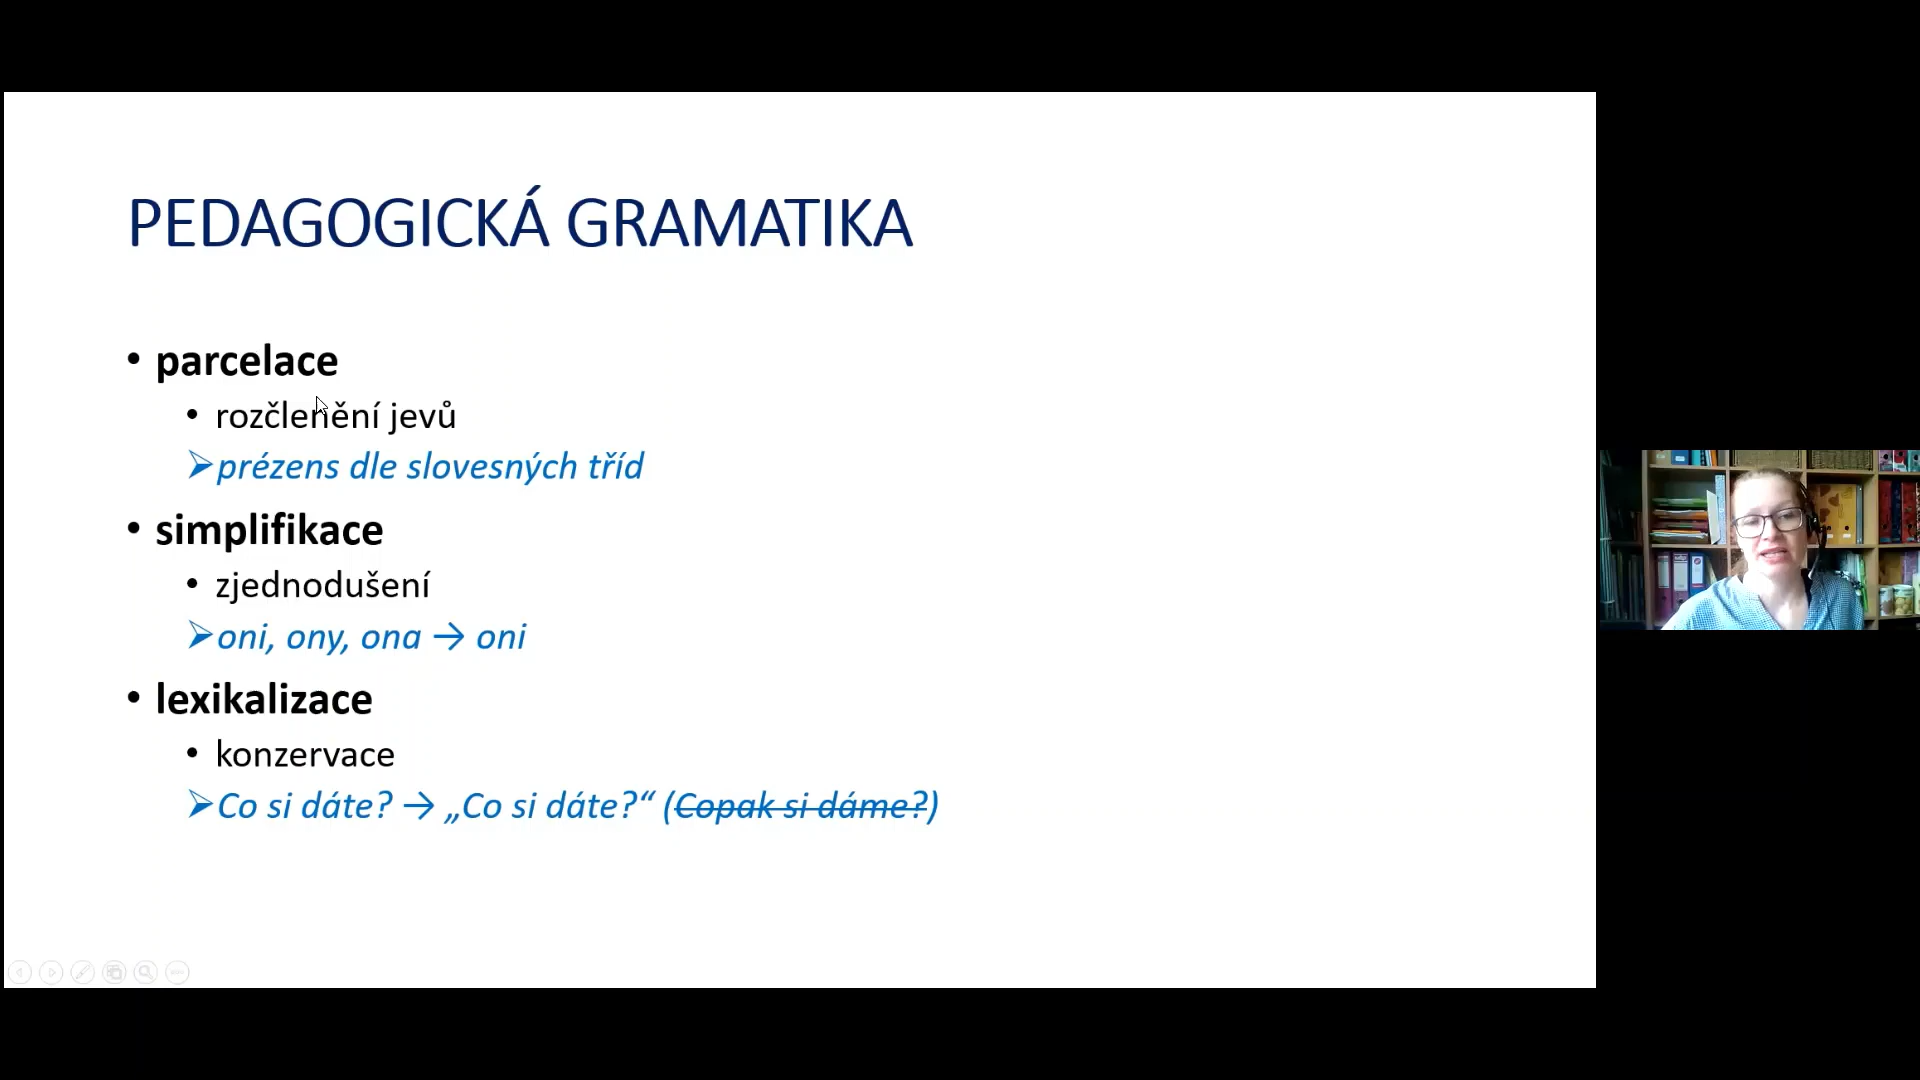 PEDAGOGICKÁ GRAMATIKA
• parcelace
• rozčlenění jevů
➢prézens dle slovesných tříd
• simplifikace
• zjednodušení
➢oni, ony, ona → oni
• lexikalizace
• konzervace
➢Co si dáte? → „Co si dáte?“ (Copak si dáme?)